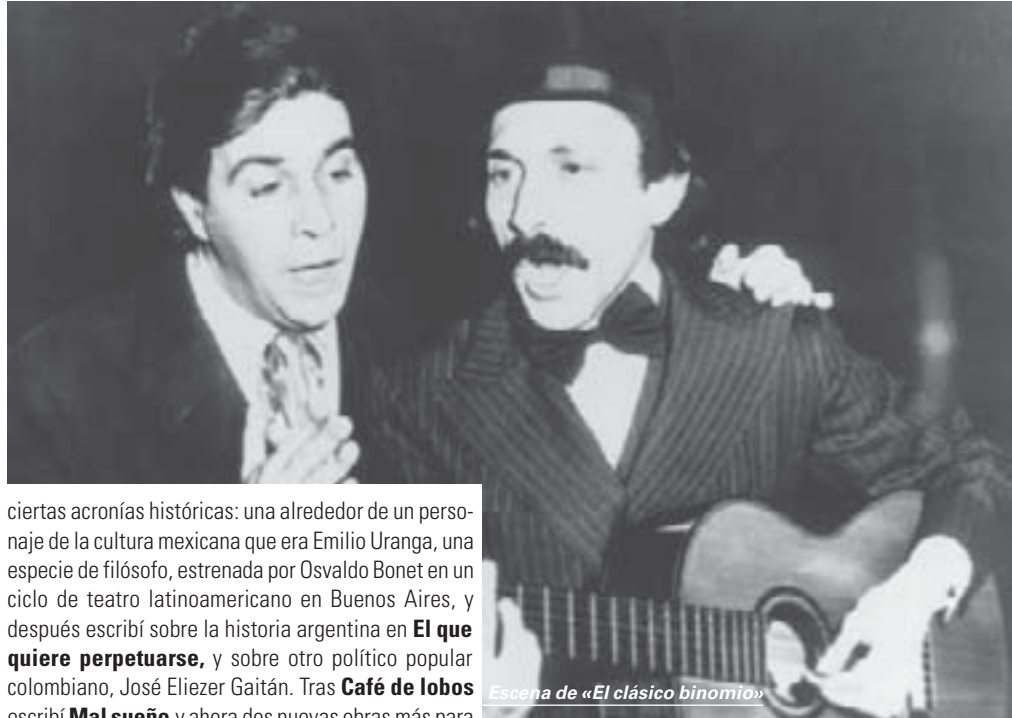 ciertas acronías históricas: una alrededor de un perso-
naje de la cultura mexicana que era Emilio Uranga, una
especie de filósofo, estrenada por Osvaldo Bonet en un
ciclo de teatro latinoamericano en Buenos Aires, y
después escribí sobre la historia argentina en El que
quiere perpetuarse, y sobre otro político popular
colombiano, José Eliezer Gaitán. Tras Café de lobos
escribí Mal sueño y ahora dos nuevas obras más para
Escena de «El clásico binomio»